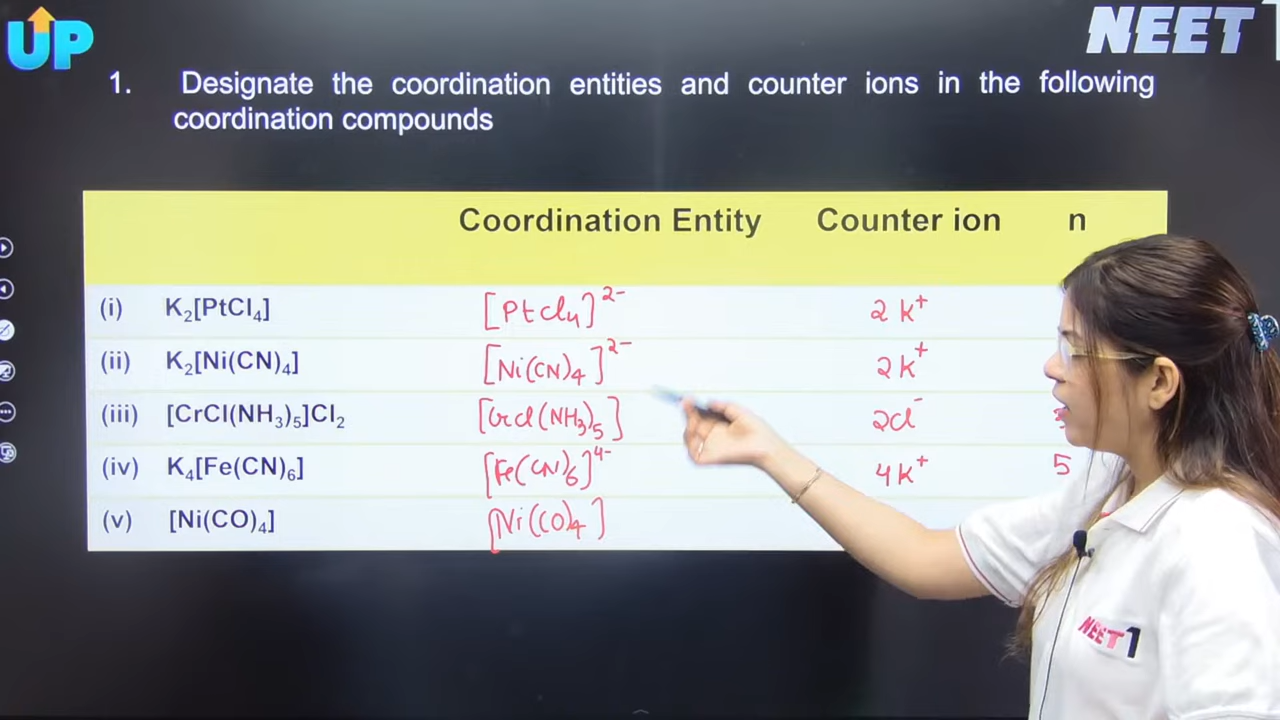 UP
NEET 1
1. Designate the coordination entities and counter ions in the following
coordination compounds
Coordination Entity Counter ion n
(i) K₂[PtCl₄] [PtCl₄]²⁻ 2K⁺
(ii) K₂[Ni(CN)₄] [Ni(CN)₄]²⁻ 2K⁺
(iii) [CrCl(NH₃)₅]Cl₂ [CrCl(NH₃)₅] 2Cl⁻
(iv) K₄[Fe(CN)₆] [Fe(CN)₆]⁴⁻ 4K⁺ 5
(v) [Ni(CO)₄] [Ni(CO)₄]
NEET1